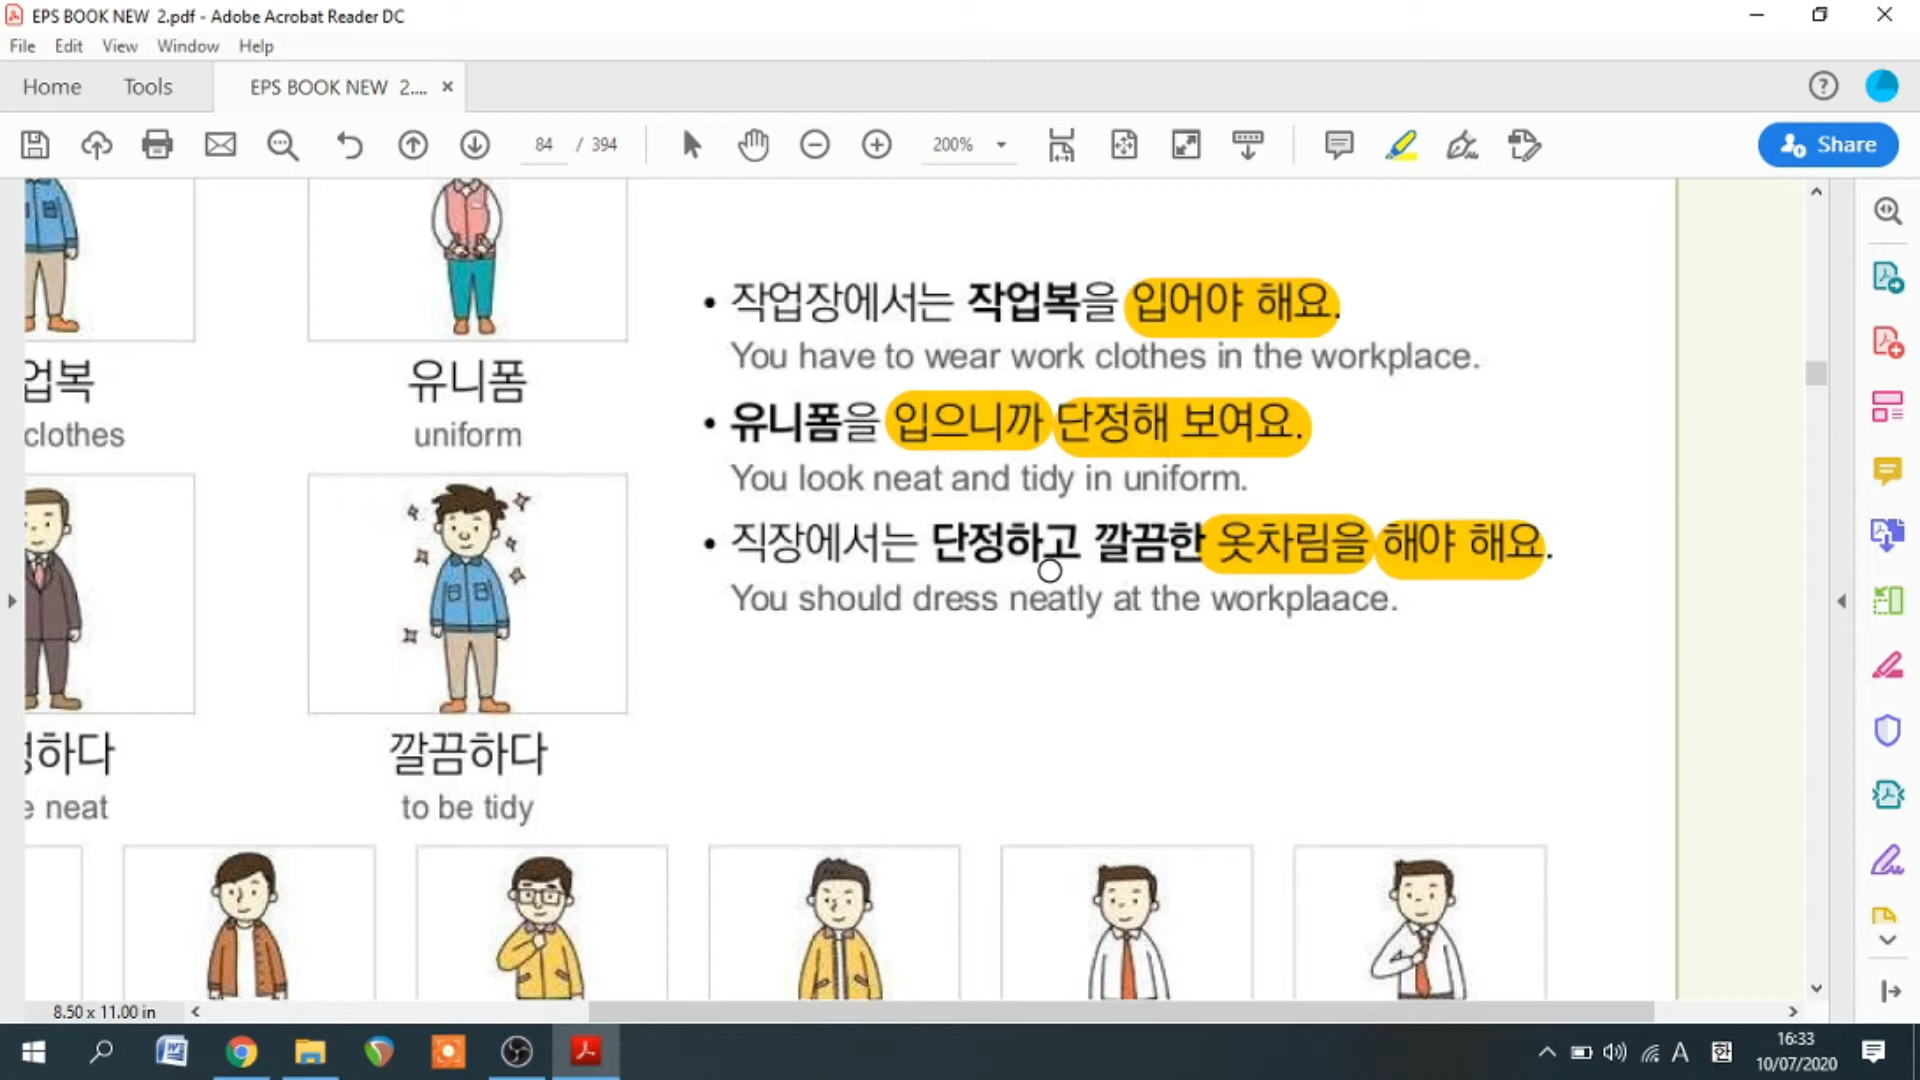 EPS BOOK NEW 2.pdf - Adobe Acrobat Reader DC
File Edit View Window Help
Home Tools EPS BOOK NEW 2.... ×
84 / 394 200% Share
• 작업장에서는 작업복을 입어야 해요.
You have to wear work clothes in the workplace.
업복 유니폼
clothes uniform
• 유니폼을 입으니까 단정해 보여요.
You look neat and tidy in uniform.
• 직장에서는 단정하고 깔끔한 옷차림을 해야 해요.
You should dress neatly at the workplaace.
하다 깔끔하다
neat to be tidy
8.50 x 11.00 in
A 한 16:33
10/07/2020